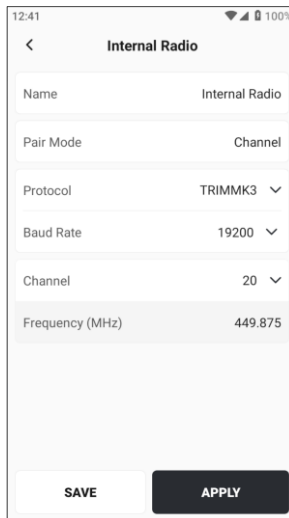 12:41 100%
Internal Radio
Name Internal Radio
Pair Mode Channel
Protocol TRIMMK3
Baud Rate 19200
Channel 20
Frequency (MHz) 449.875
SAVE APPLY